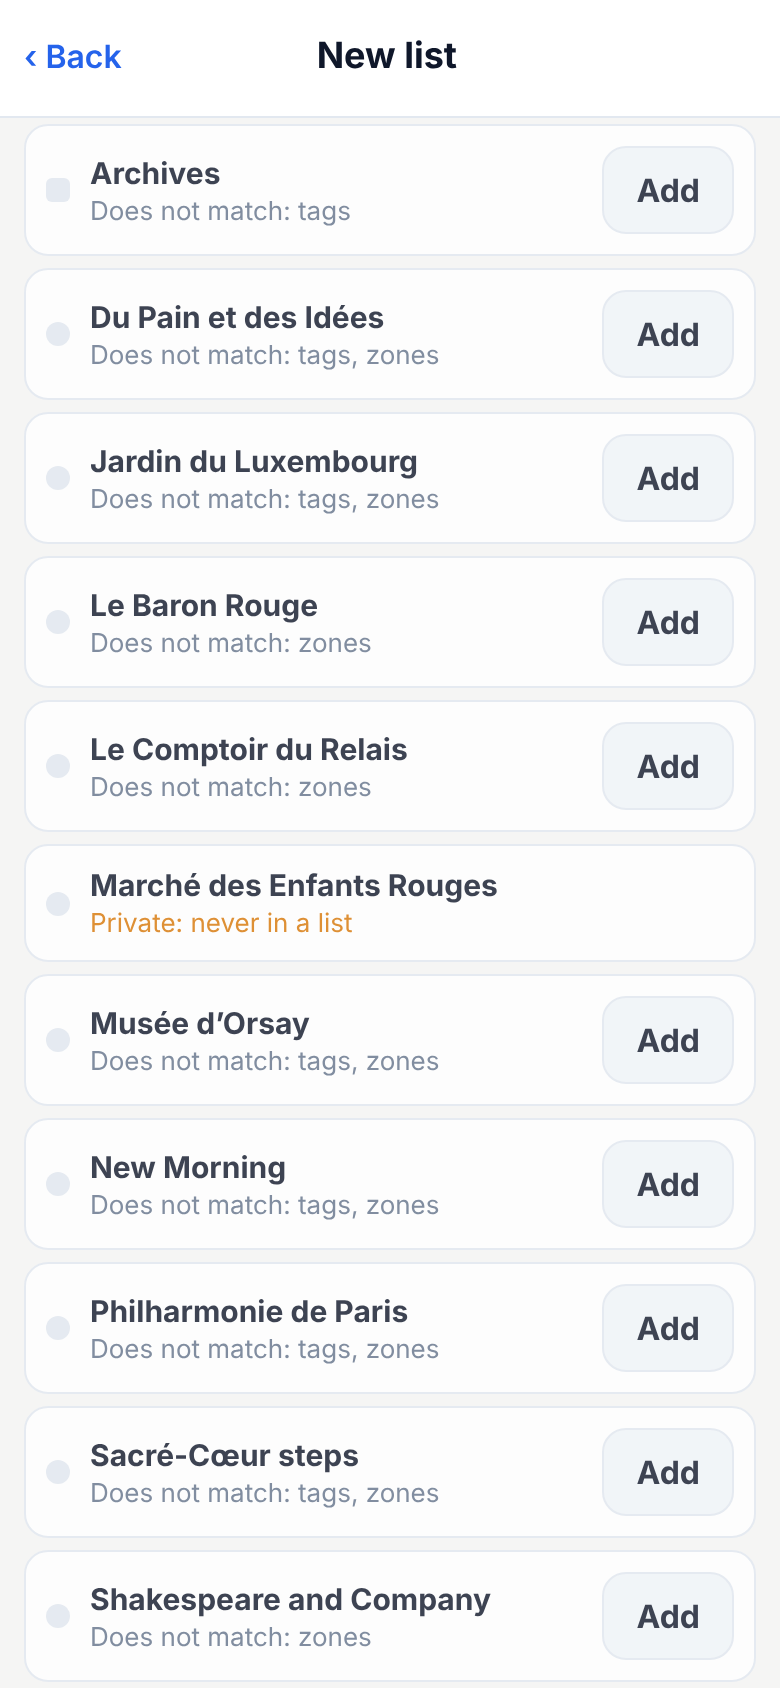 ‹ Back
New list
Archives
Does not match: tags
Add
Du Pain et des Idées
Does not match: tags, zones
Add
Jardin du Luxembourg
Does not match: tags, zones
Add
Le Baron Rouge
Does not match: zones
Add
Le Comptoir du Relais
Does not match: zones
Add
Marché des Enfants Rouges
Private: never in a list
Musée d’Orsay
Does not match: tags, zones
Add
New Morning
Does not match: tags, zones
Add
Philharmonie de Paris
Does not match: tags, zones
Add
Sacré-Cœur steps
Does not match: tags, zones
Add
Shakespeare and Company
Does not match: zones
Add